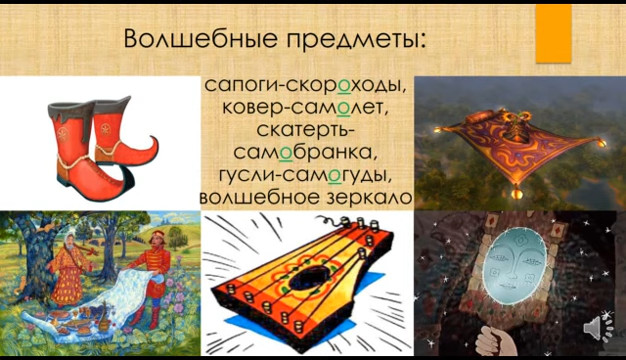 Волшебные предметы:
сапоги-скороходы,
ковер-самолет,
скатерть-
самобранка,
гусли-самогуды,
волшебное зеркало